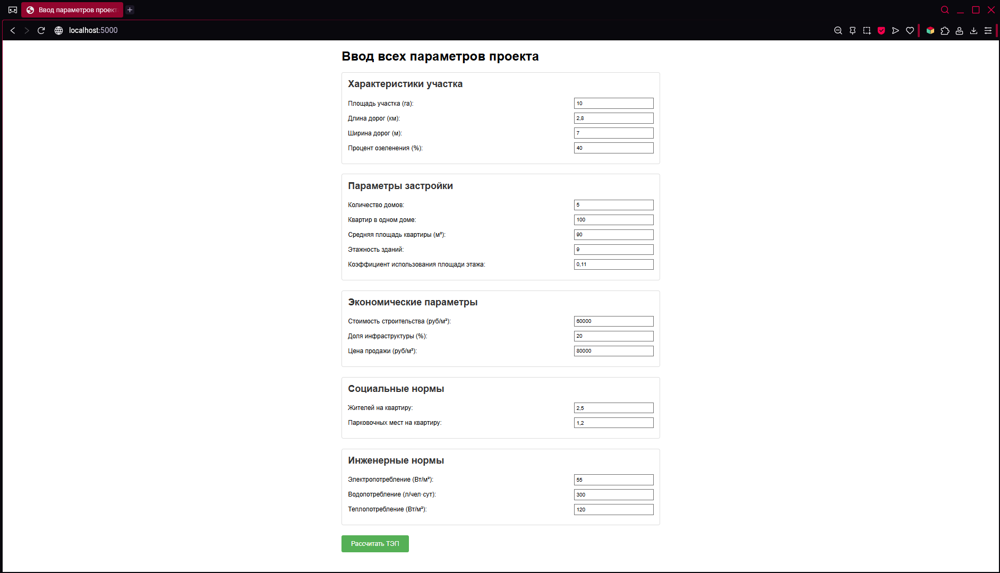 Ввод параметров проект
localhost:5000
Ввод всех параметров проекта
Характеристики участка
Площадь участка (га): 10
Длина дорог (км): 2,8
Ширина дорог (м): 7
Процент озеленения (%): 40
Параметры застройки
Количество домов: 5
Квартир в одном доме: 100
Средняя площадь квартиры (м²): 90
Этажность зданий: 9
Коэффициент использования площади этажа: 0,11
Экономические параметры
Стоимость строительства (руб/м²): 60000
Доля инфраструктуры (%): 20
Цена продажи (руб/м²): 80000
Социальные нормы
Жителей на квартиру: 2,5
Парковочных мест на квартиру: 1,2
Инженерные нормы
Электропотребление (Вт/м²): 55
Водопотребление (л/чел·сут): 300
Теплопотребление (Вт/м²): 120
Рассчитать ТЭП